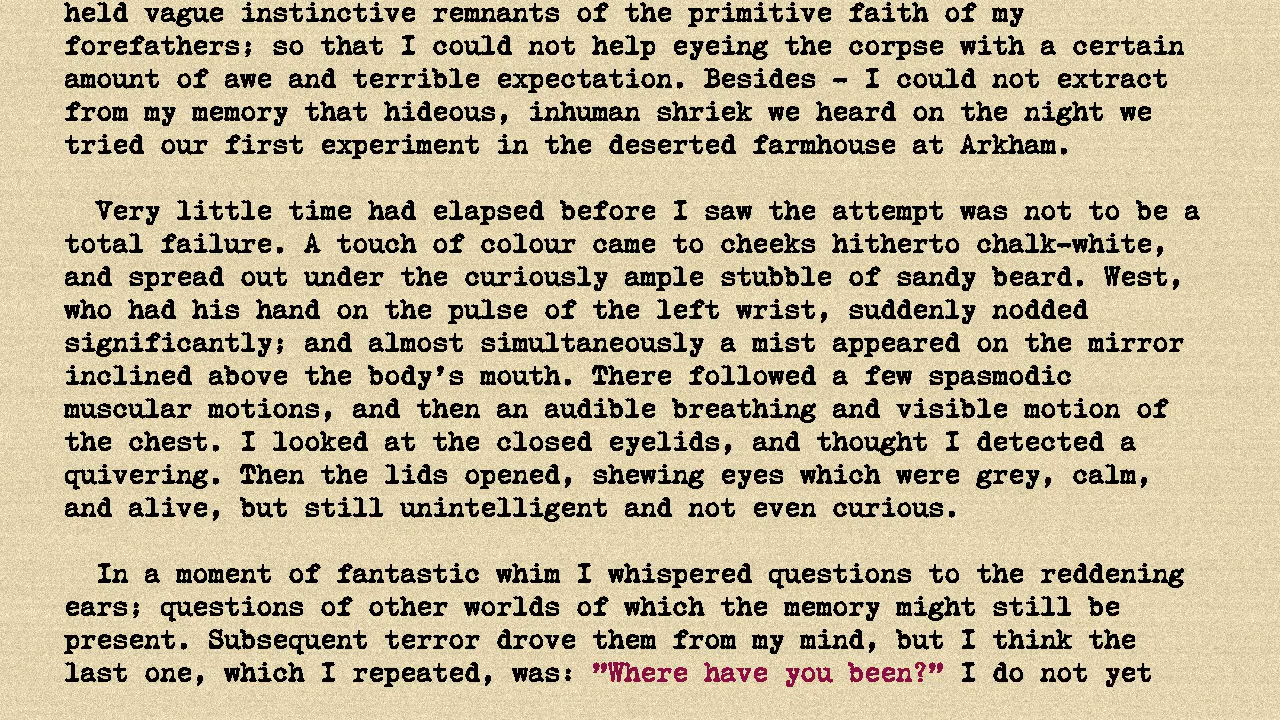 held vague instinctive remnants of the primitive faith of my
forefathers; so that I could not help eyeing the corpse with a certain
amount of awe and terrible expectation. Besides – I could not extract
from my memory that hideous, inhuman shriek we heard on the night we
tried our first experiment in the deserted farmhouse at Arkham.
Very little time had elapsed before I saw the attempt was not to be a
total failure. A touch of colour came to cheeks hitherto chalk-white,
and spread out under the curiously ample stubble of sandy beard. West,
who had his hand on the pulse of the left wrist, suddenly nodded
significantly; and almost simultaneously a mist appeared on the mirror
inclined above the body’s mouth. There followed a few spasmodic
muscular motions, and then an audible breathing and visible motion of
the chest. I looked at the closed eyelids, and thought I detected a
quivering. Then the lids opened, shewing eyes which were grey, calm,
and alive, but still unintelligent and not even curious.
In a moment of fantastic whim I whispered questions to the reddening
ears; questions of other worlds of which the memory might still be
present. Subsequent terror drove them from my mind, but I think the
last one, which I repeated, was: ”Where have you been?” I do not yet